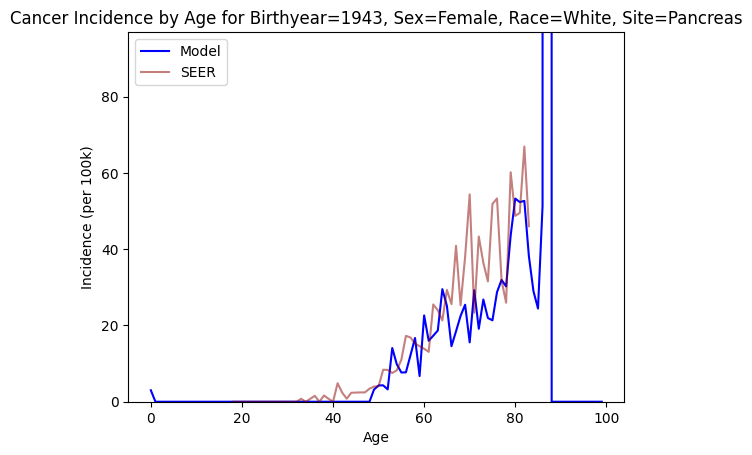 Cancer Incidence by Age for Birthyear=1943, Sex=Female, Race=White, Site=Pancreas
Model
SEER
Incidence (per 100k)
80
60
40
20
0
0 20 40 60 80 100
Age